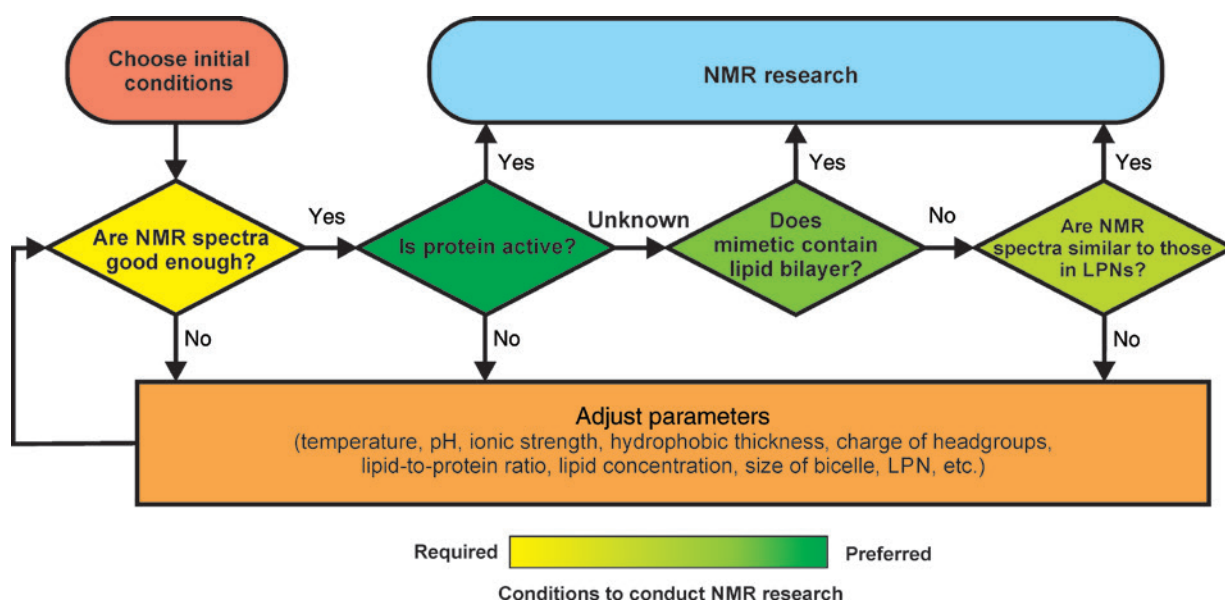 Choose initial
conditions
NMR research
Yes
Yes
Yes
Are NMR spectra
good enough?
Yes
Is protein active?
Unknown
Does
mimetic contain
lipid bilayer?
No
Are NMR
spectra similar to those
in LPNs?
No
No
No
Adjust parameters
(temperature, pH, ionic strength, hydrophobic thickness, charge of headgroups,
lipid-to-protein ratio, lipid concentration, size of bicelle, LPN, etc.)
Required
Preferred
Conditions to conduct NMR research